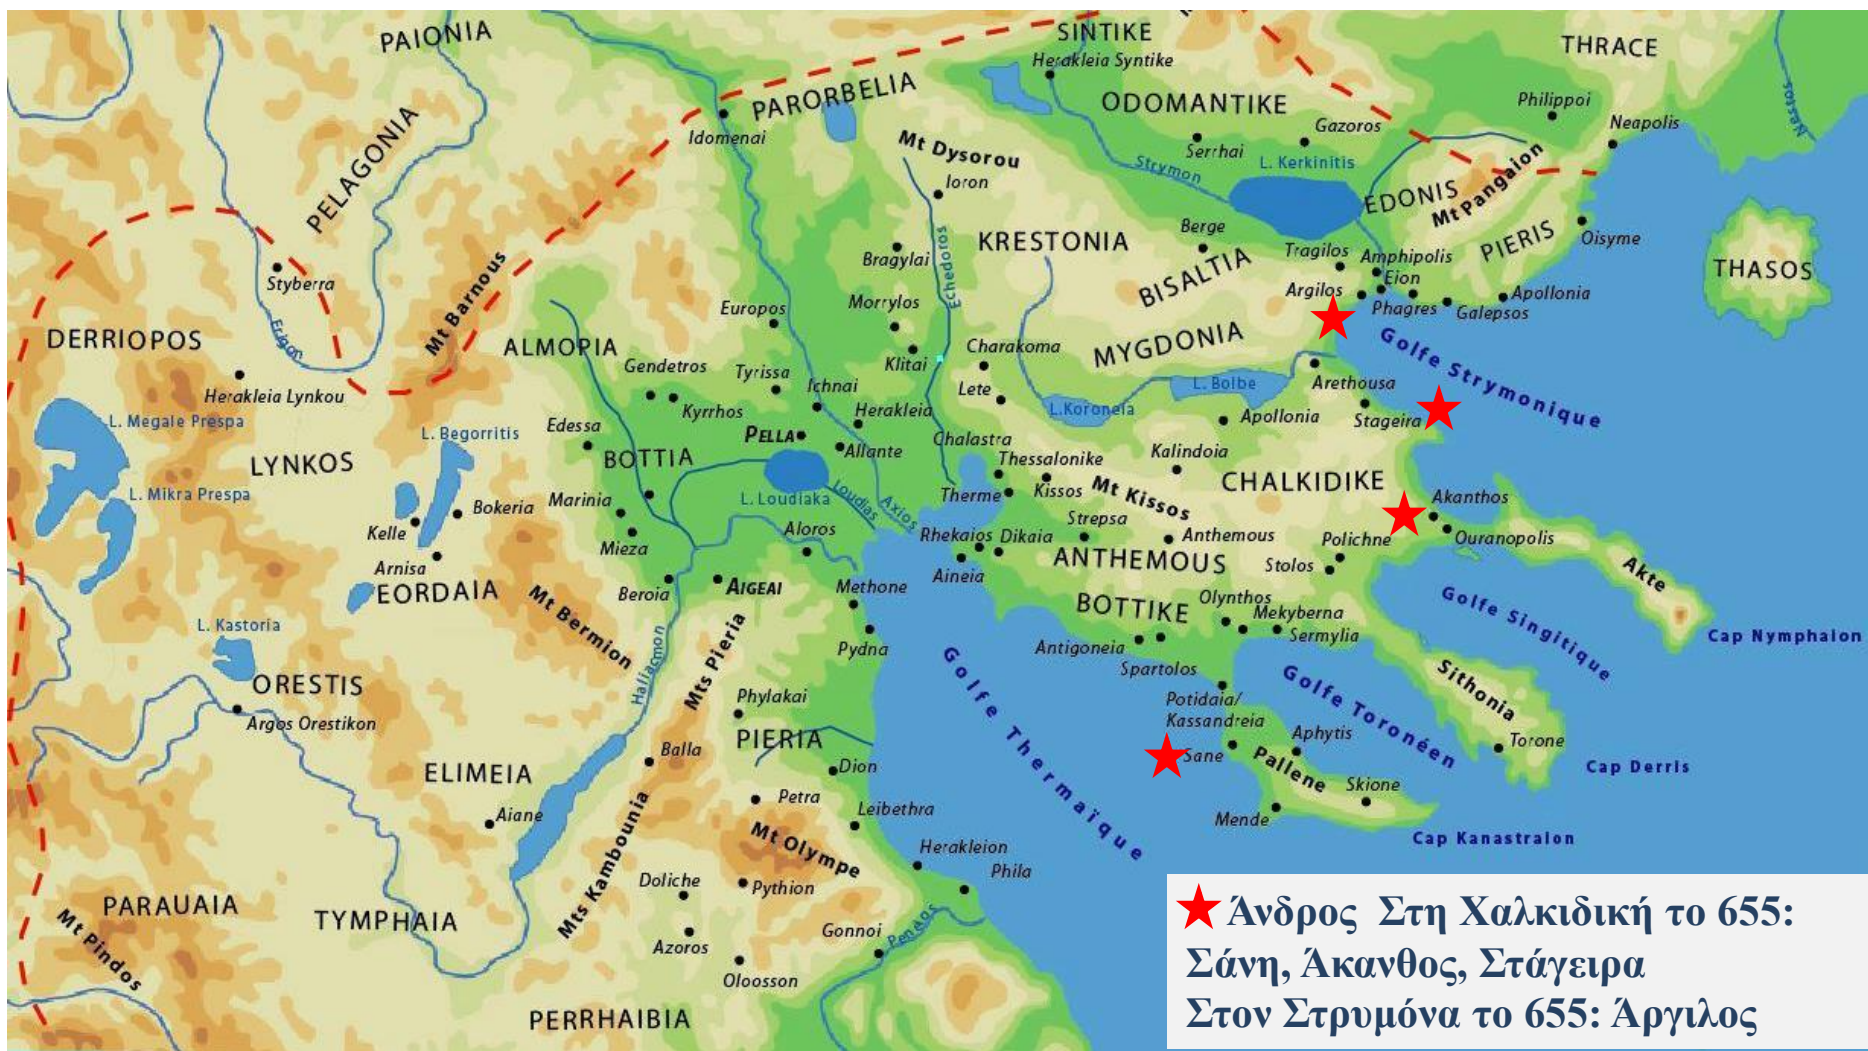 PAIONIA
SINTIKE
THRACE
Herakleia Syntike
PELAGONIA
PARORBELIA
ODOMANTIKE
Philippoi
Nestos
Idomenai
Gazoros
Neapolis
Mt Dysorou
Serrhai
L. Kerkinitis
Strymon
Ioron
EDONIS
Mt Pangaion
Berge
KRESTONIA
Oisyme
PIERIS
Bragylai
Echedoros
Tragilos
Amphipolis
BISALTIA
Eion
THASOS
Styberra
Mt Barnous
Morrylos
Argilos
Apollonia
Europos
Phagres
Galepsos
Erigon
DERRIOPOS
ALMOPIA
MYGDONIA
Golfe Strymonique
Charakoma
Gendetros
Tyrissa
Klitai
Herakleia Lynkou
Ichnai
Lete
L. Bolbe
Arethousa
Kyrrhos
Herakleia
L.Koroneia
Apollonia
Stageira
L. Megale Prespa
L. Begorritis
Edessa
PELLA
Allante
Chalastra
LYNKOS
BOTTIA
Thessalonike
Kalindoia
CHALKIDIKE
L. Mikra Prespa
Marinia
L. Loudiaka
Loudias
Axios
Therme
Kissos
Mt Kissos
Akanthos
Bokeria
Strepsa
Kelle
Aloros
Rhekaios
Dikaia
Anthemous
Polichne
Ouranopolis
Mieza
ANTHEMOUS
Stolos
Arnisa
Aineia
Akte
EORDAIA
Beroia
AIGEAI
Methone
BOTTIKE
Olynthos
Golfe Singitique
Mt Bermion
Mekyberna
L. Kastoria
Sermylia
Cap Nymphaion
Pydna
Antigoneia
Haliacmon
Mts Pieria
Spartolos
Golfe Thermaïque
ORESTIS
Golfe Toronéen
Sithonia
Argos Orestikon
Phylakai
Potidaia/
Kassandreia
PIERIA
Aphytis
Torone
Balla
Sane
Pallene
ELIMEIA
Dion
Cap Derris
Skione
Petra
Aiane
Leibethra
Mende
Mts Kambounia
Mt Olympe
Cap Kanastraion
Herakleion
Phila
Doliche
Pythion
PARAUAIA
TYMPHAIA
Mt Pindos
Gonnoi
Penéos
Azoros
Oloosson
PERRHAIBIA
Άνδρος Στη Χαλκιδική το 655:
Σάνη, Άκανθος, Στάγειρα
Στον Στρυμόνα το 655: Άργιλος